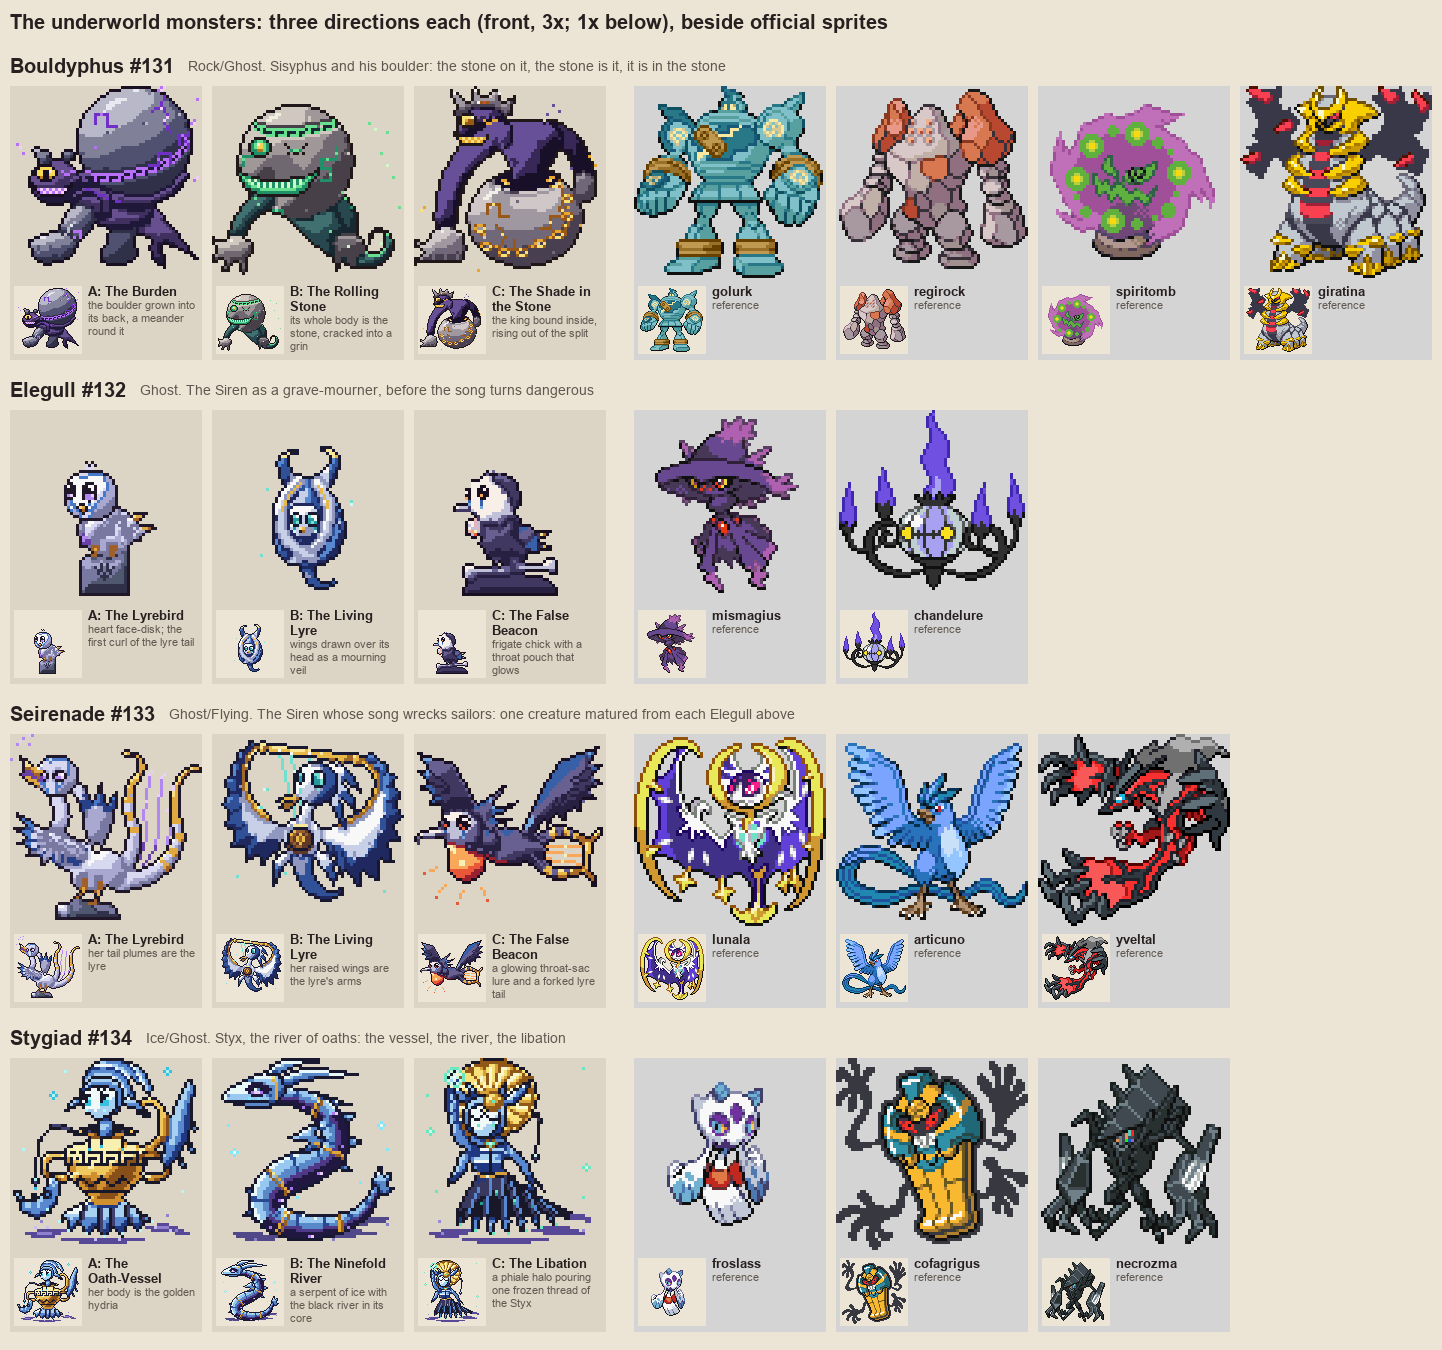 The underworld monsters: three directions each (front, 3x; 1x below), beside official sprites
Bouldyphus #131 Rock/Ghost. Sisyphus and his boulder: the stone on it, the stone is it, it is in the stone
A: The Burden
the boulder grown into
its back, a meander
round it
B: The Rolling
Stone
its whole body is the
stone, cracked into a
grin
C: The Shade in
the Stone
the king bound inside,
rising out of the split
golurk
reference
regirock
reference
spiritomb
reference
giratina
reference
Elegull #132 Ghost. The Siren as a grave-mourner, before the song turns dangerous
A: The Lyrebird
heart face-disk; the
first curl of the lyre tail
B: The Living
Lyre
wings drawn over its
head as a mourning
veil
C: The False
Beacon
frigate chick with a
throat pouch that
glows
mismagius
reference
chandelure
reference
Seirenade #133 Ghost/Flying. The Siren whose song wrecks sailors: one creature matured from each Elegull above
A: The Lyrebird
her tail plumes are the
lyre
B: The Living
Lyre
her raised wings are
the lyre's arms
C: The False
Beacon
a glowing throat-sac
lure and a forked lyre
tail
lunala
reference
articuno
reference
yveltal
reference
Stygiad #134 Ice/Ghost. Styx, the river of oaths: the vessel, the river, the libation
A: The
Oath-Vessel
her body is the golden
hydria
B: The Ninefold
River
a serpent of ice with
the black river in its
core
C: The Libation
a phiale halo pouring
one frozen thread of
the Styx
froslass
reference
cofagrigus
reference
necrozma
reference